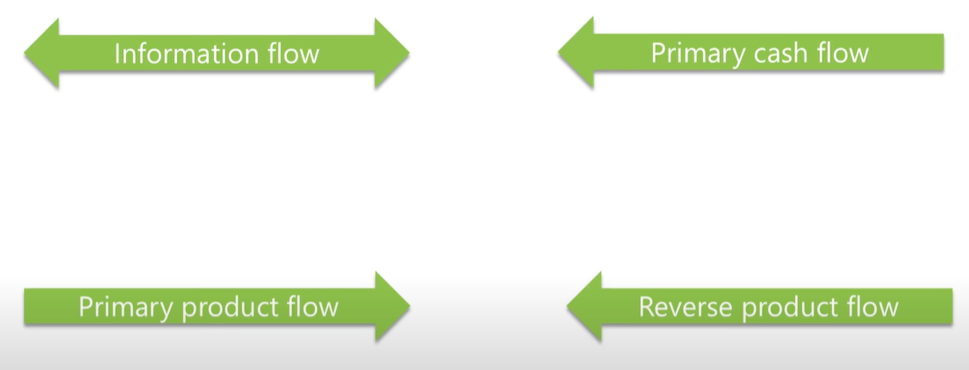 Information flow
Primary cash flow
Primary product flow
Reverse product flow